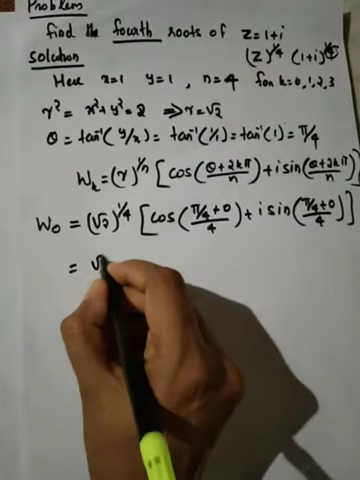 Problem
find the fourth roots of z=1+i
Solution (z)^1/4 (1+i)^1/4
Here x=1 y=1, n=4 for k=0,1,2,3
r² = x²+y²=2 ⇒ r=√2
θ = tan⁻¹(y/x) = tan⁻¹(1/1) = tan⁻¹(1) = π/4
W_k = (r)^1/n [cos((θ+2kπ)/n) + i sin((θ+2kπ)/n)]
W₀ = (√2)^1/4 [cos((π/4+0)/4) + i sin((π/4+0)/4)]
= √